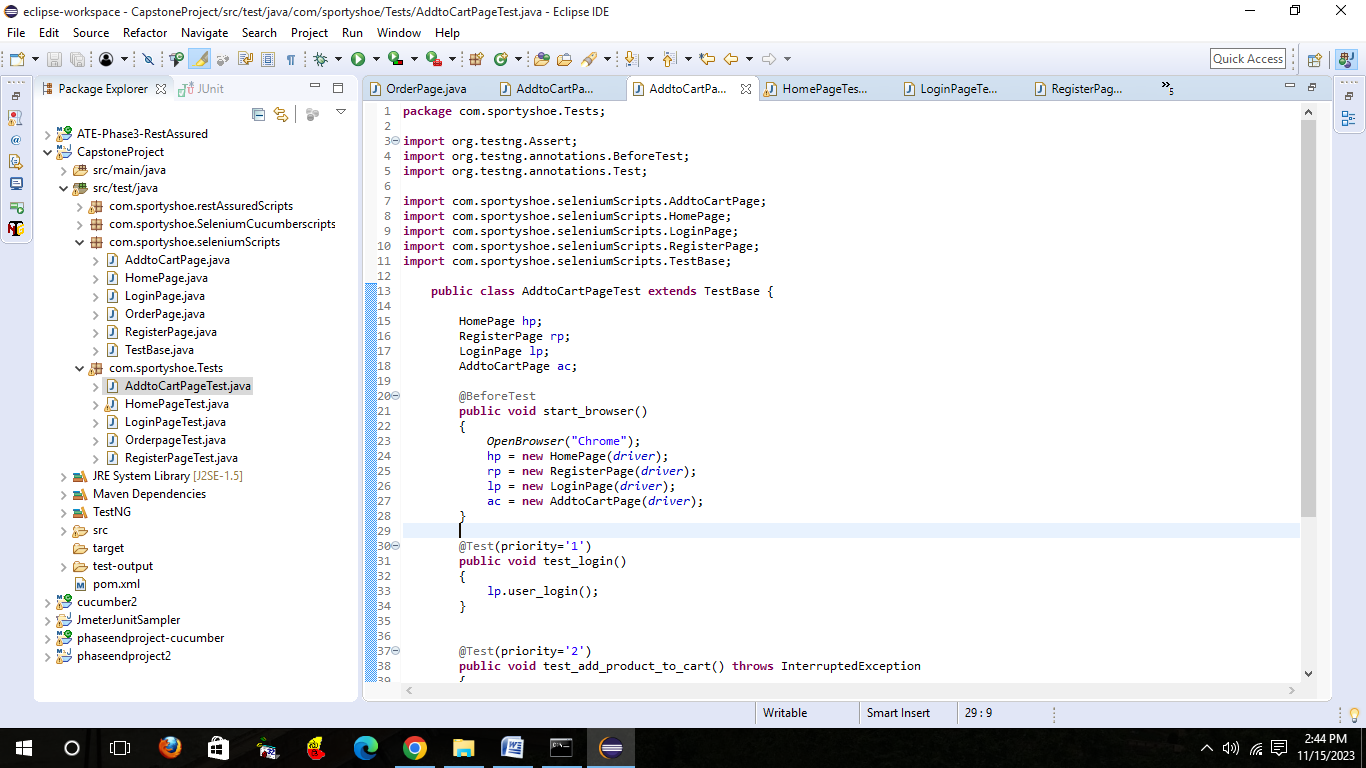 eclipse-workspace - CapstoneProject/src/test/java/com/sportyshoe/Tests/AddtoCartPageTest.java - Eclipse IDE
File Edit Source Refactor Navigate Search Project Run Window Help
Quick Access
Package Explorer JUnit
OrderPage.java AddtoCartPa... AddtoCartPa... HomePageTes... LoginPageTe... RegisterPag... »5
ATE-Phase3-RestAssured
CapstoneProject
src/main/java
src/test/java
com.sportyshoe.restAssuredScripts
com.sportyshoe.SeleniumCucumberscripts
com.sportyshoe.seleniumScripts
AddtoCartPage.java
HomePage.java
LoginPage.java
OrderPage.java
RegisterPage.java
TestBase.java
com.sportyshoe.Tests
AddtoCartPageTest.java
HomePageTest.java
LoginPageTest.java
OrderpageTest.java
RegisterPageTest.java
JRE System Library [J2SE-1.5]
Maven Dependencies
TestNG
src
target
test-output
pom.xml
cucumber2
JmeterJunitSampler
phaseendproject-cucumber
phaseendproject2
1 package com.sportyshoe.Tests;
2
3 import org.testng.Assert;
4 import org.testng.annotations.BeforeTest;
5 import org.testng.annotations.Test;
6
7 import com.sportyshoe.seleniumScripts.AddtoCartPage;
8 import com.sportyshoe.seleniumScripts.HomePage;
9 import com.sportyshoe.seleniumScripts.LoginPage;
10 import com.sportyshoe.seleniumScripts.RegisterPage;
11 import com.sportyshoe.seleniumScripts.TestBase;
12
13 public class AddtoCartPageTest extends TestBase {
14
15 HomePage hp;
16 RegisterPage rp;
17 LoginPage lp;
18 AddtoCartPage ac;
19
20 @BeforeTest
21 public void start_browser()
22 {
23 OpenBrowser("Chrome");
24 hp = new HomePage(driver);
25 rp = new RegisterPage(driver);
26 lp = new LoginPage(driver);
27 ac = new AddtoCartPage(driver);
28 }
29
30 @Test(priority='1')
31 public void test_login()
32 {
33 lp.user_login();
34 }
35
36
37 @Test(priority='2')
38 public void test_add_product_to_cart() throws InterruptedException
39 {
Writable Smart Insert 29 : 9
2:44 PM
11/15/2023